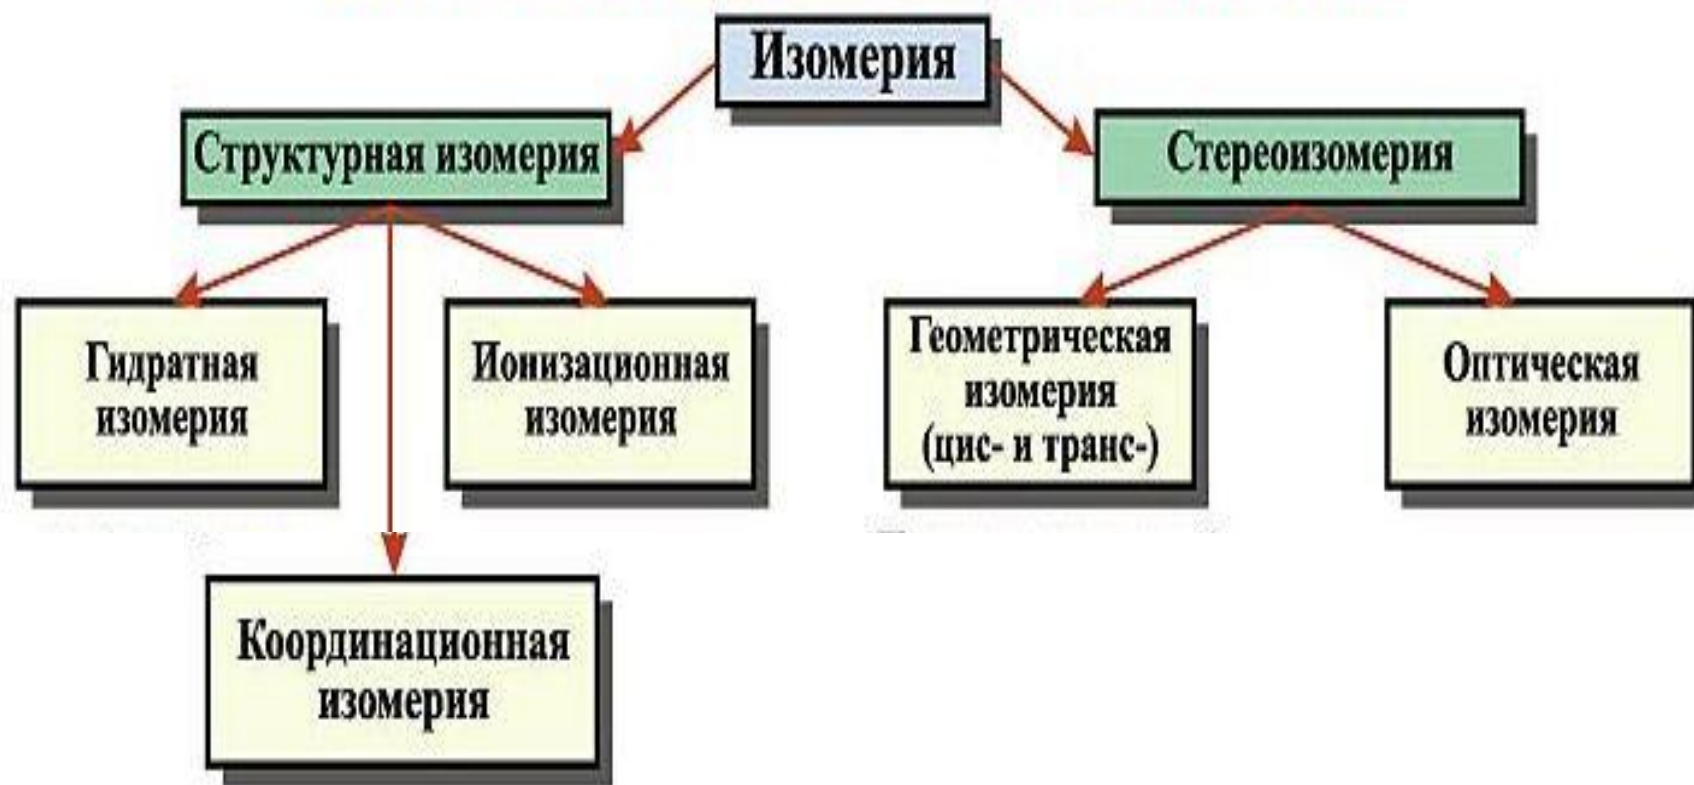 Изомерия
Структурная изомерия
Стереоизомерия
Гидратная
изомерия
Ионизационная
изомерия
Геометрическая
изомерия
(цис- и транс-)
Оптическая
изомерия
Координационная
изомерия